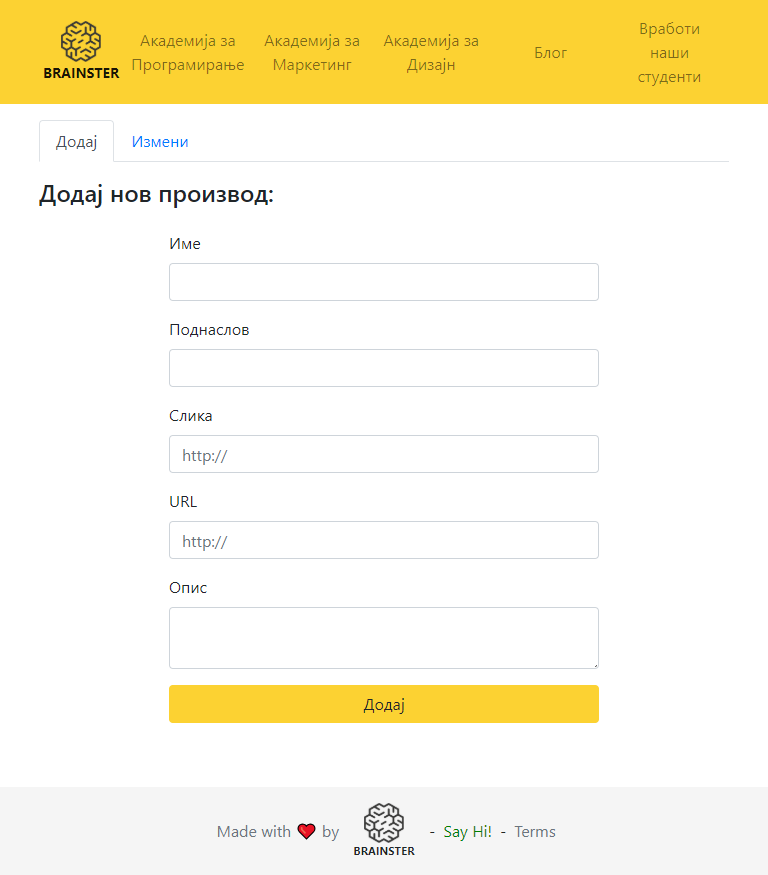 BRAINSTER
Академија за
Програмирање
Академија за
Маркетинг
Академија за
Дизајн
Блог
Вработи
наши
студенти
Додај
Измени
Додај нов производ:
Име
Поднаслов
Слика
http://
URL
http://
Опис
Додај
Made with by
BRAINSTER
- Say Hi! - Terms